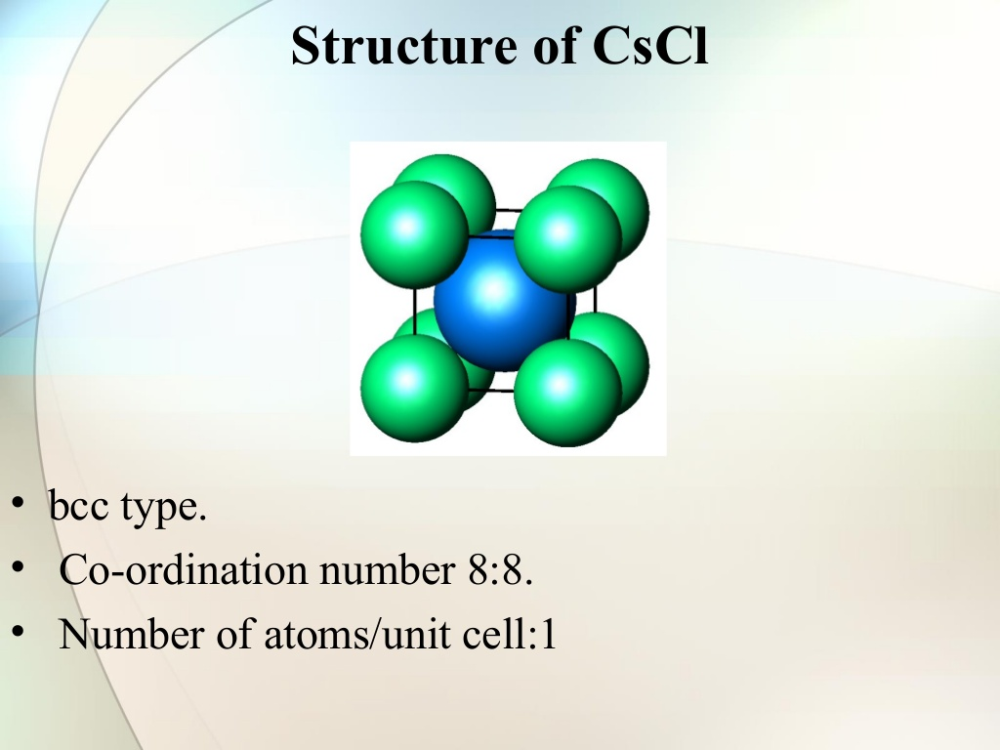 Structure of CsCl
• bcc type.
• Co-ordination number 8:8.
• Number of atoms/unit cell:1